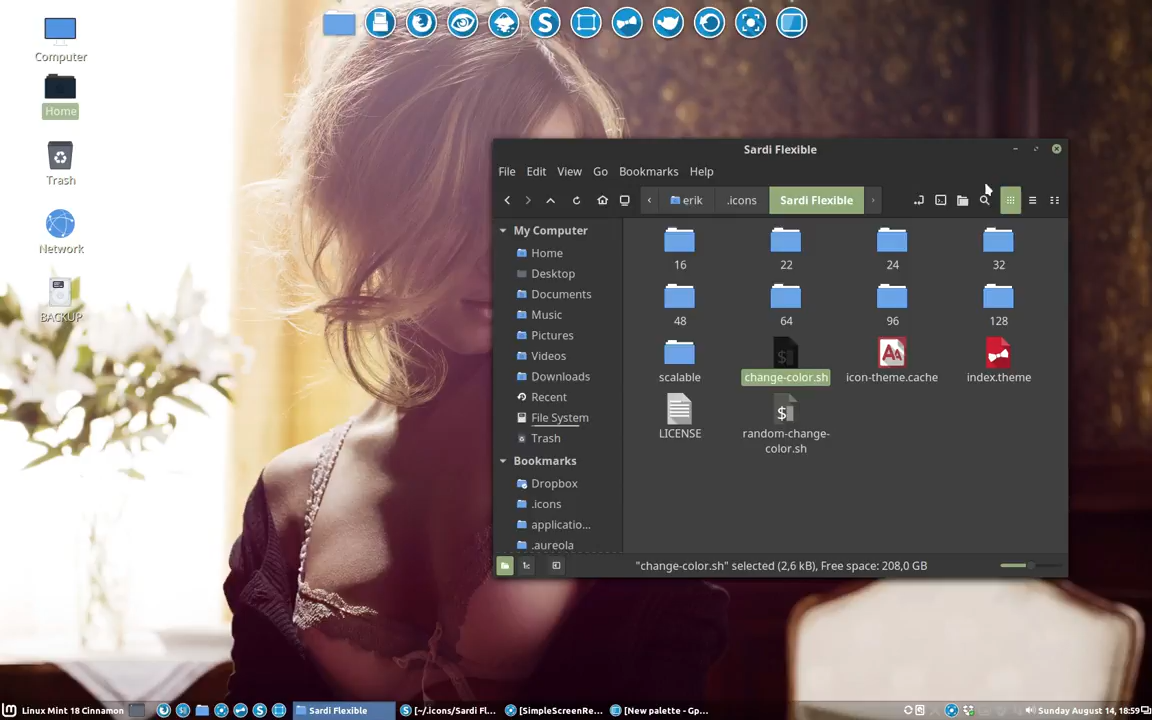 Computer
Home
Trash
Network
BACKUP
Sardi Flexible
File Edit View Go Bookmarks Help
erik .icons Sardi Flexible
My Computer
Home
Desktop
Documents
Music
Pictures
Videos
Downloads
Recent
File System
Trash
Bookmarks
Dropbox
.icons
applicatio...
.aureola
16 22 24 32
48 64 96 128
scalable change-color.sh icon-theme.cache index.theme
LICENSE random-change-
color.sh
"change-color.sh" selected (2,6 kB), Free space: 208,0 GB
Linux Mint 18 Cinnamon Sardi Flexible [~/.icons/Sardi Fl... [SimpleScreenRe... [New palette - Gp... Sunday August 14, 18:59